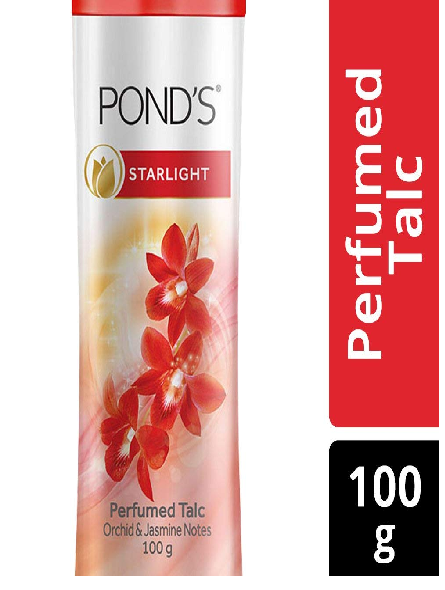 POND'S®
STARLIGHT
Perfumed Talc
Orchid & Jasmine Notes
100 g
Perfumed
Talc
100
g